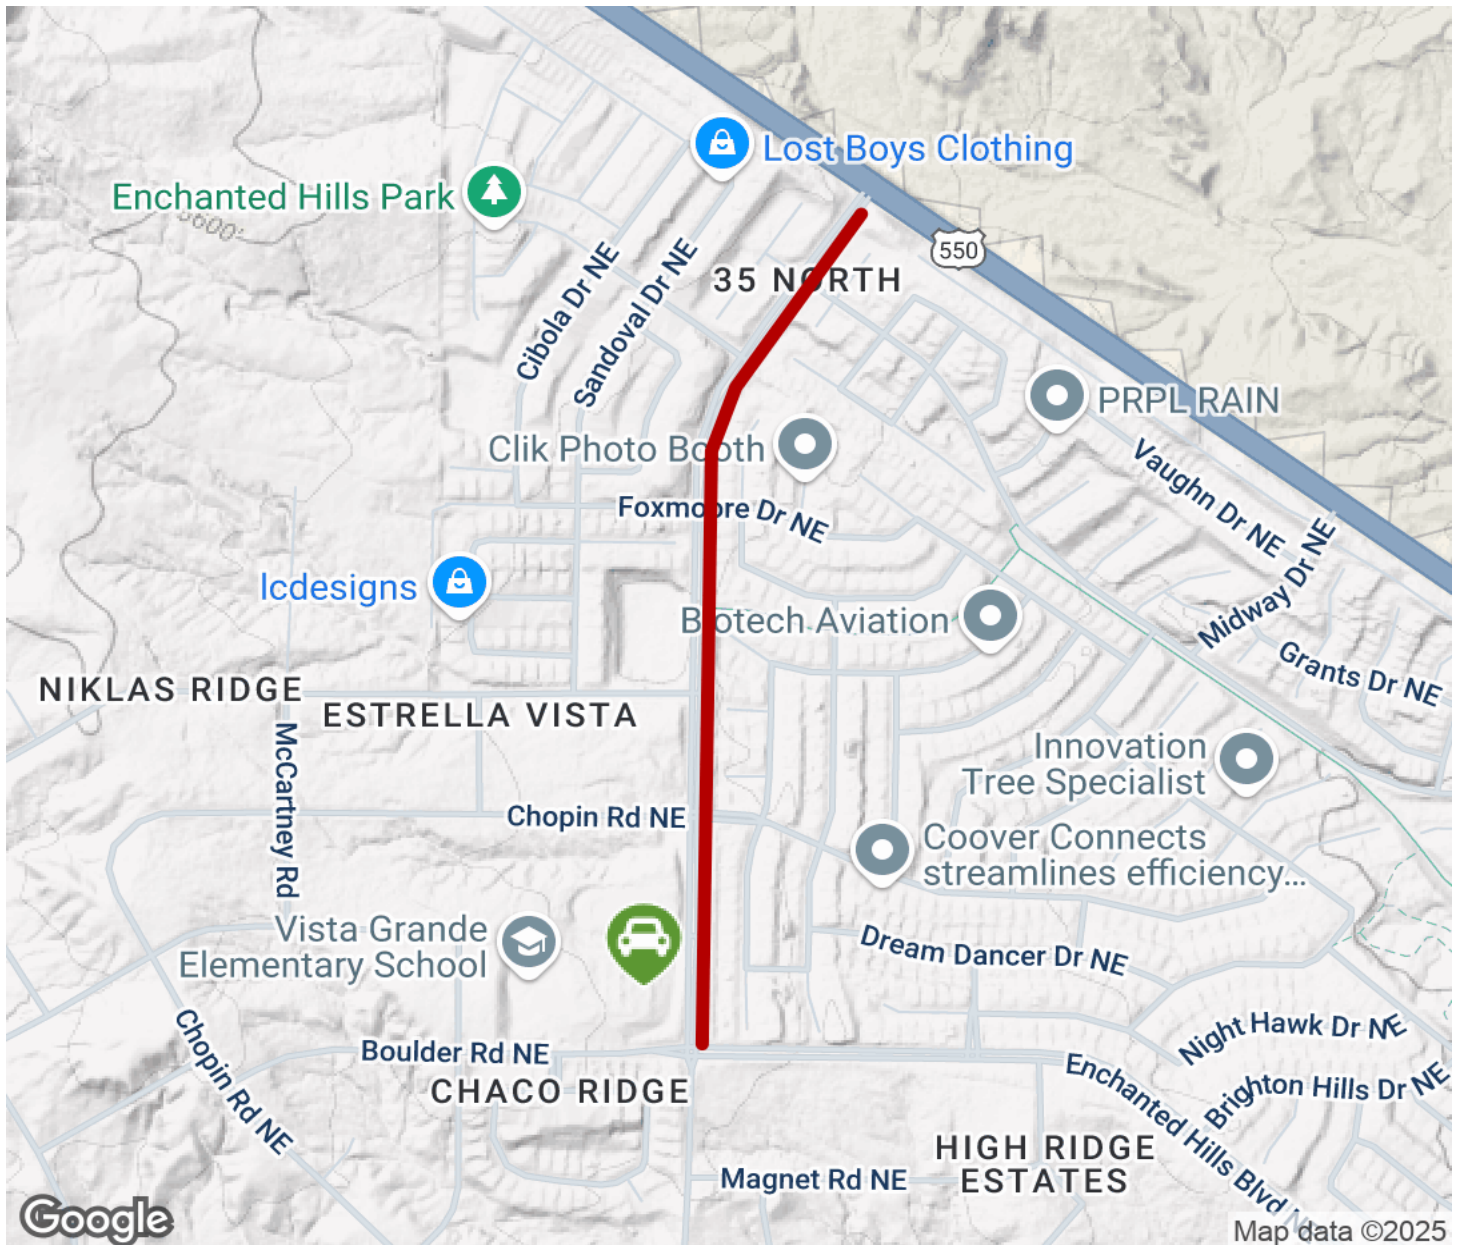 Lost Boys Clothing
Enchanted Hills Park
5600'
550
35 NORTH
Cibola Dr NE
Sandoval Dr NE
PRPL RAIN
Clik Photo Booth
Vaughn Dr NE
Foxmoore Dr NE
Midway Dr NE
lcdesigns
Biotech Aviation
Grants Dr NE
NIKLAS RIDGE
ESTRELLA VISTA
McCartney Rd
Innovation
Tree Specialist
Chopin Rd NE
Coover Connects
streamlines efficiency...
Vista Grande
Elementary School
Dream Dancer Dr NE
Chopin Rd NE
Night Hawk Dr NE
Boulder Rd NE
CHACO RIDGE
Enchanted Hills Blvd N
Brighton Hills Dr NE
HIGH RIDGE
ESTATES
Magnet Rd NE
Google
Map data ©2025